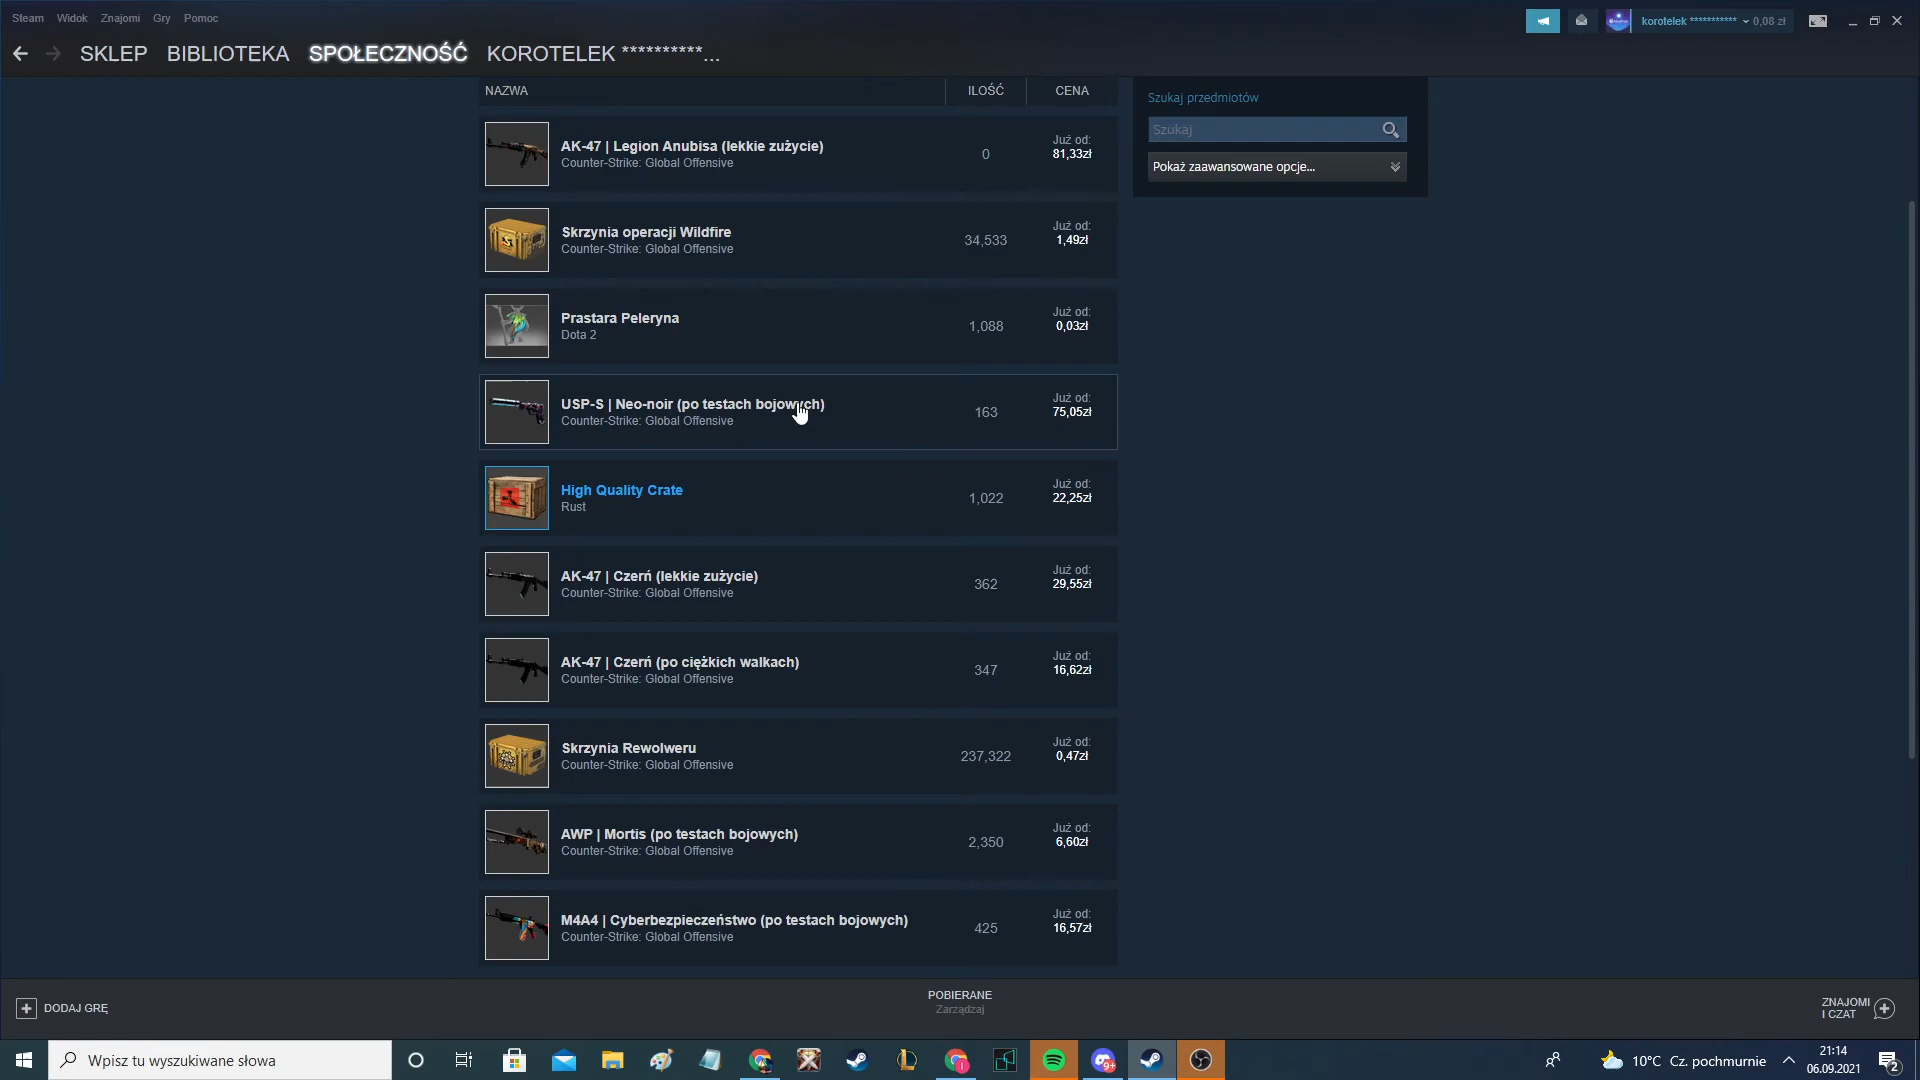 Steam Widok Znajomi Gry Pomoc
korotelek *********** 0,08 zł
SKLEP BIBLIOTEKA SPOŁECZNOŚĆ KOROTELEK **********...
NAZWA ILOŚĆ CENA
AK-47 | Legion Anubisa (lekkie zużycie)
Counter-Strike: Global Offensive
0
Już od:
81,33zł
Skrzynia operacji Wildfire
Counter-Strike: Global Offensive
34,533
Już od:
1,49zł
Prastara Peleryna
Dota 2
1,088
Już od:
0,03zł
USP-S | Neo-noir (po testach bojowych)
Counter-Strike: Global Offensive
163
Już od:
75,05zł
High Quality Crate
Rust
1,022
Już od:
22,25zł
AK-47 | Czerń (lekkie zużycie)
Counter-Strike: Global Offensive
362
Już od:
29,55zł
AK-47 | Czerń (po ciężkich walkach)
Counter-Strike: Global Offensive
347
Już od:
16,62zł
Skrzynia Rewolweru
Counter-Strike: Global Offensive
237,322
Już od:
0,47zł
AWP | Mortis (po testach bojowych)
Counter-Strike: Global Offensive
2,350
Już od:
6,60zł
M4A4 | Cyberbezpieczeństwo (po testach bojowych)
Counter-Strike: Global Offensive
425
Już od:
16,57zł
Szukaj przedmiotów
Szukaj
Pokaż zaawansowane opcje...
DODAJ GRĘ
POBIERANE
Zarządzaj
ZNAJOMI
I CZAT
Wpisz tu wyszukiwane słowa
9+
10°C Cz. pochmurnie
21:14
06.09.2021
2